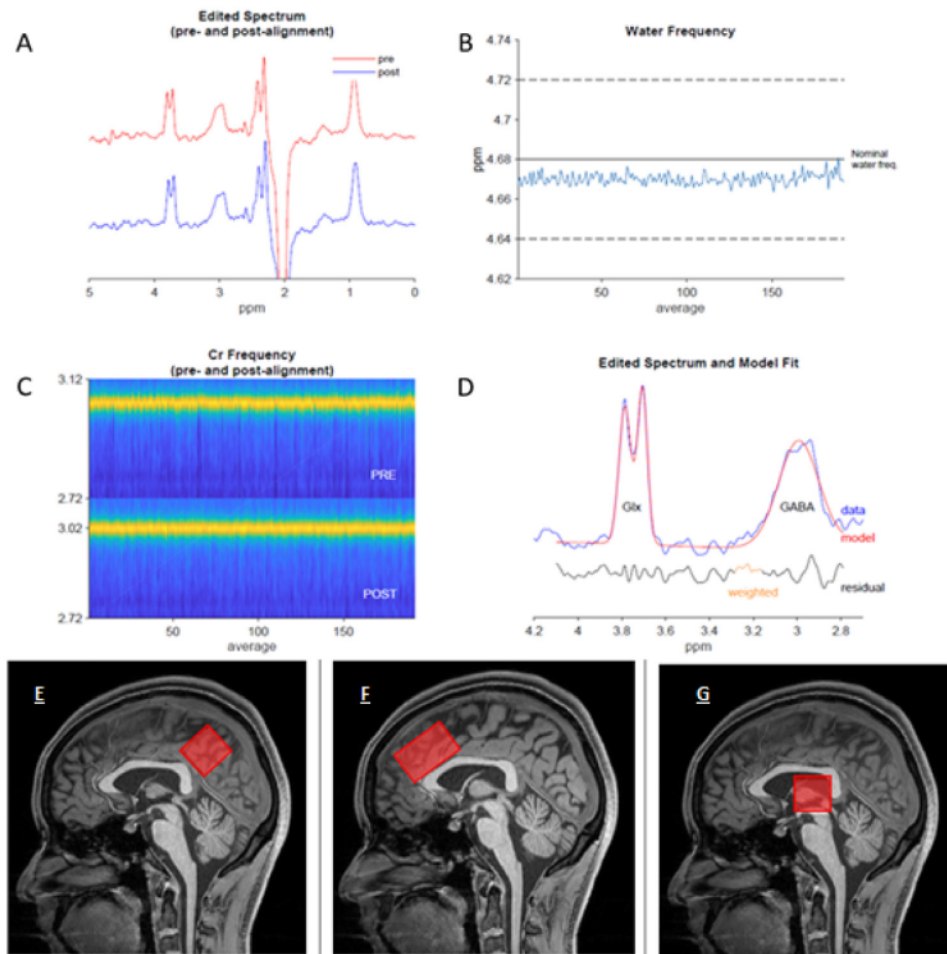 A
Edited Spectrum
(pre- and post-alignment)
pre
post
5 4 3 2 1 0
ppm
B
Water Frequency
4.74
4.72
4.7
4.68
4.66
4.64
4.62
ppm
Nominal
water freq.
50 100 150
average
C
Cr Frequency
(pre- and post-alignment)
3.12
PRE
2.72
3.02
POST
2.72
50 100 150
average
D
Edited Spectrum and Model Fit
Glx
GABA
data
model
residual
weighted
4.2 4 3.8 3.6 3.4 3.2 3 2.8
ppm
E
F
G